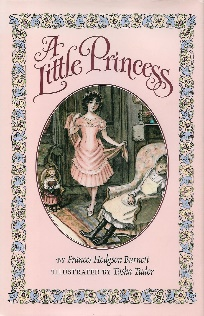 A
Little Princess
BY Frances Hodgson Burnett
ILLUSTRATED BY Tasha Tudor